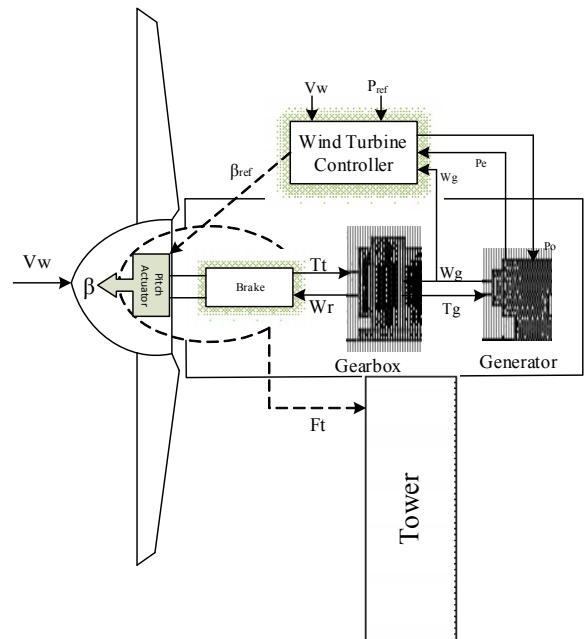 Vw
Pref
Wind Turbine
Controller
βref
Pe
Wg
Po
Vw
β
Pitch
Actuator
Brake
Tt
Wr
Wg
Tg
Gearbox
Generator
Ft
Tower